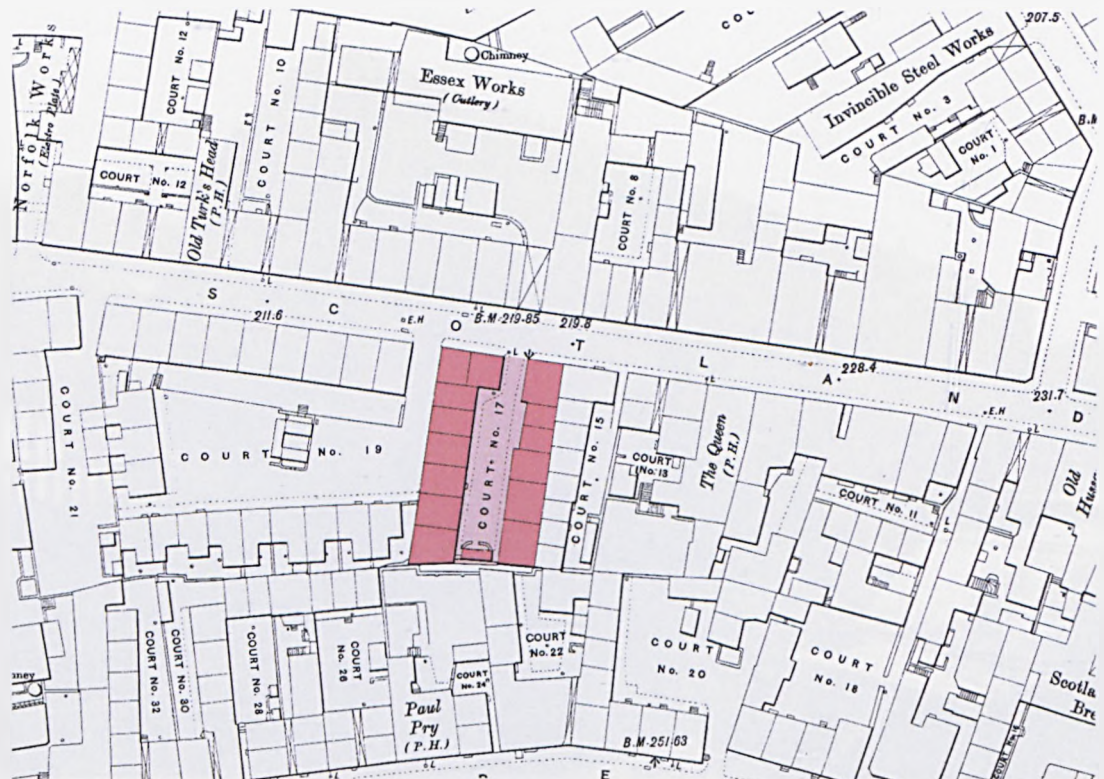 207.5
COURT No. 12
COURT No. 10
Chimney
Essex Works
(Cutlery)
Invincible Steel Works
COURT No. 3
COURT
No. 1
Norfolk Works
(Electro Plate)
COURT No. 12
Old Turk's Head
(P.H.)
COURT No. 8
L
SCOTLAND
211.6
E.H
B.M. 219.85
219.8
L
L
228.4
L
E.H
231.7
L
COURT No. 21
COURT No. 19
COURT No. 17
COURT No. 15
COURT
No. 13
The Queen
(P.H.)
COURT No. 11
L
Old
COURT No. 32
COURT No. 30
COURT No. 28
COURT
No. 26
COURT
No. 22
COURT
No. 24
COURT
No. 20
COURT
No. 18
Paul
Pry
(P.H.)
B.M. 251.63
L
L
L
E